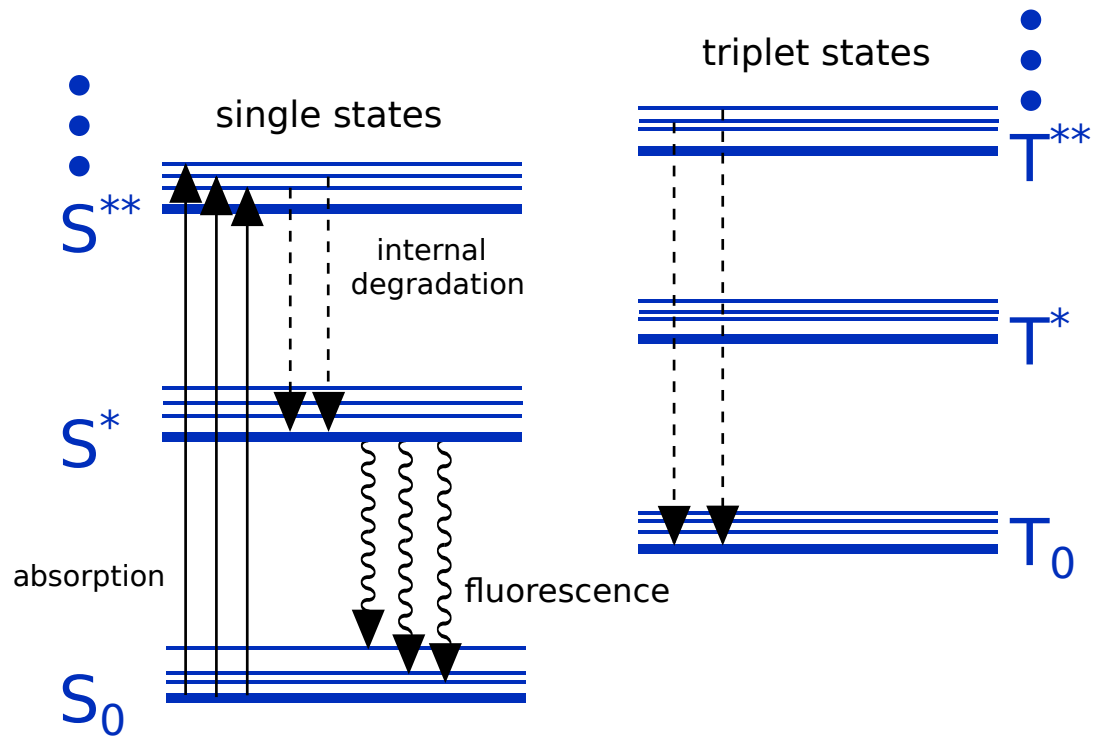 triplet states
single states
T**
S**
internal
degradation
T*
S*
T0
absorption
fluorescence
S0